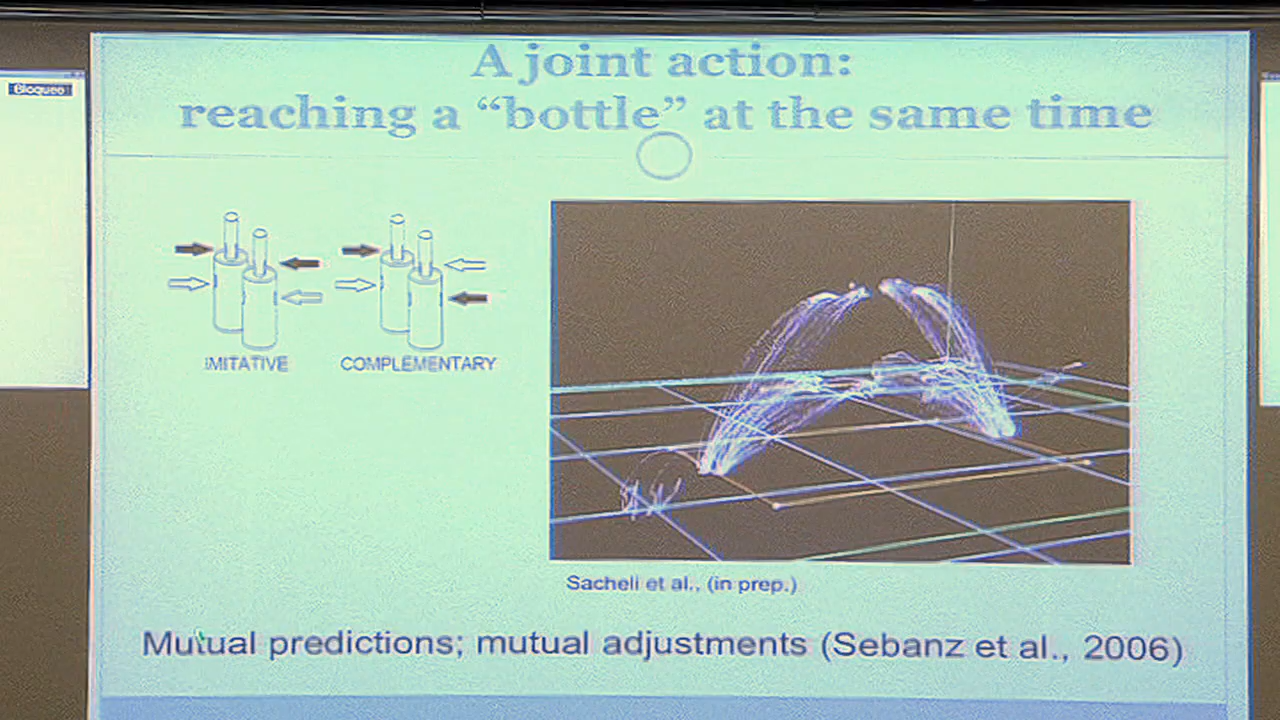 A joint action:
reaching a “bottle” at the same time
Bloqueo
IMITATIVE
COMPLEMENTARY
Sacheli et al., (in prep.)
Mutual predictions; mutual adjustments (Sebanz et al., 2006)